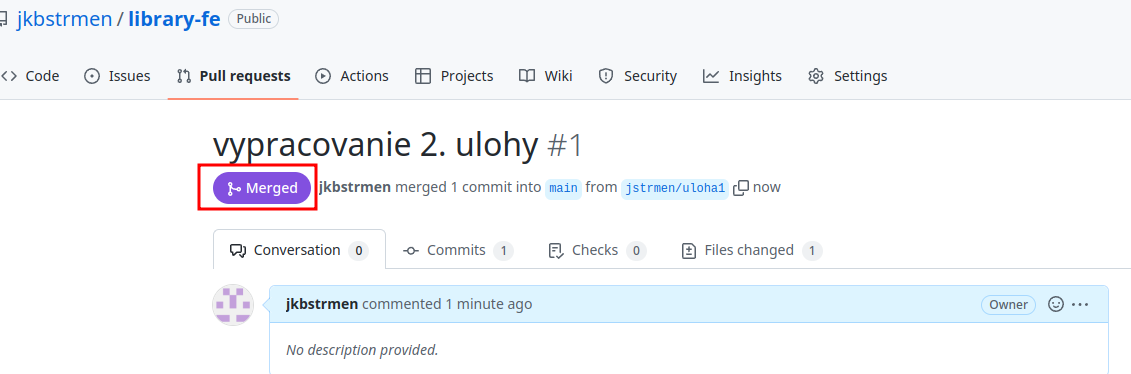 jkbstrmen / library-fe Public
Code Issues Pull requests Actions Projects Wiki Security Insights Settings
vypracovanie 2. ulohy #1
Merged jkbstrmen merged 1 commit into main from jstrmen/uloha1 now
Conversation 0 Commits 1 Checks 0 Files changed 1
jkbstrmen commented 1 minute ago Owner
No description provided.